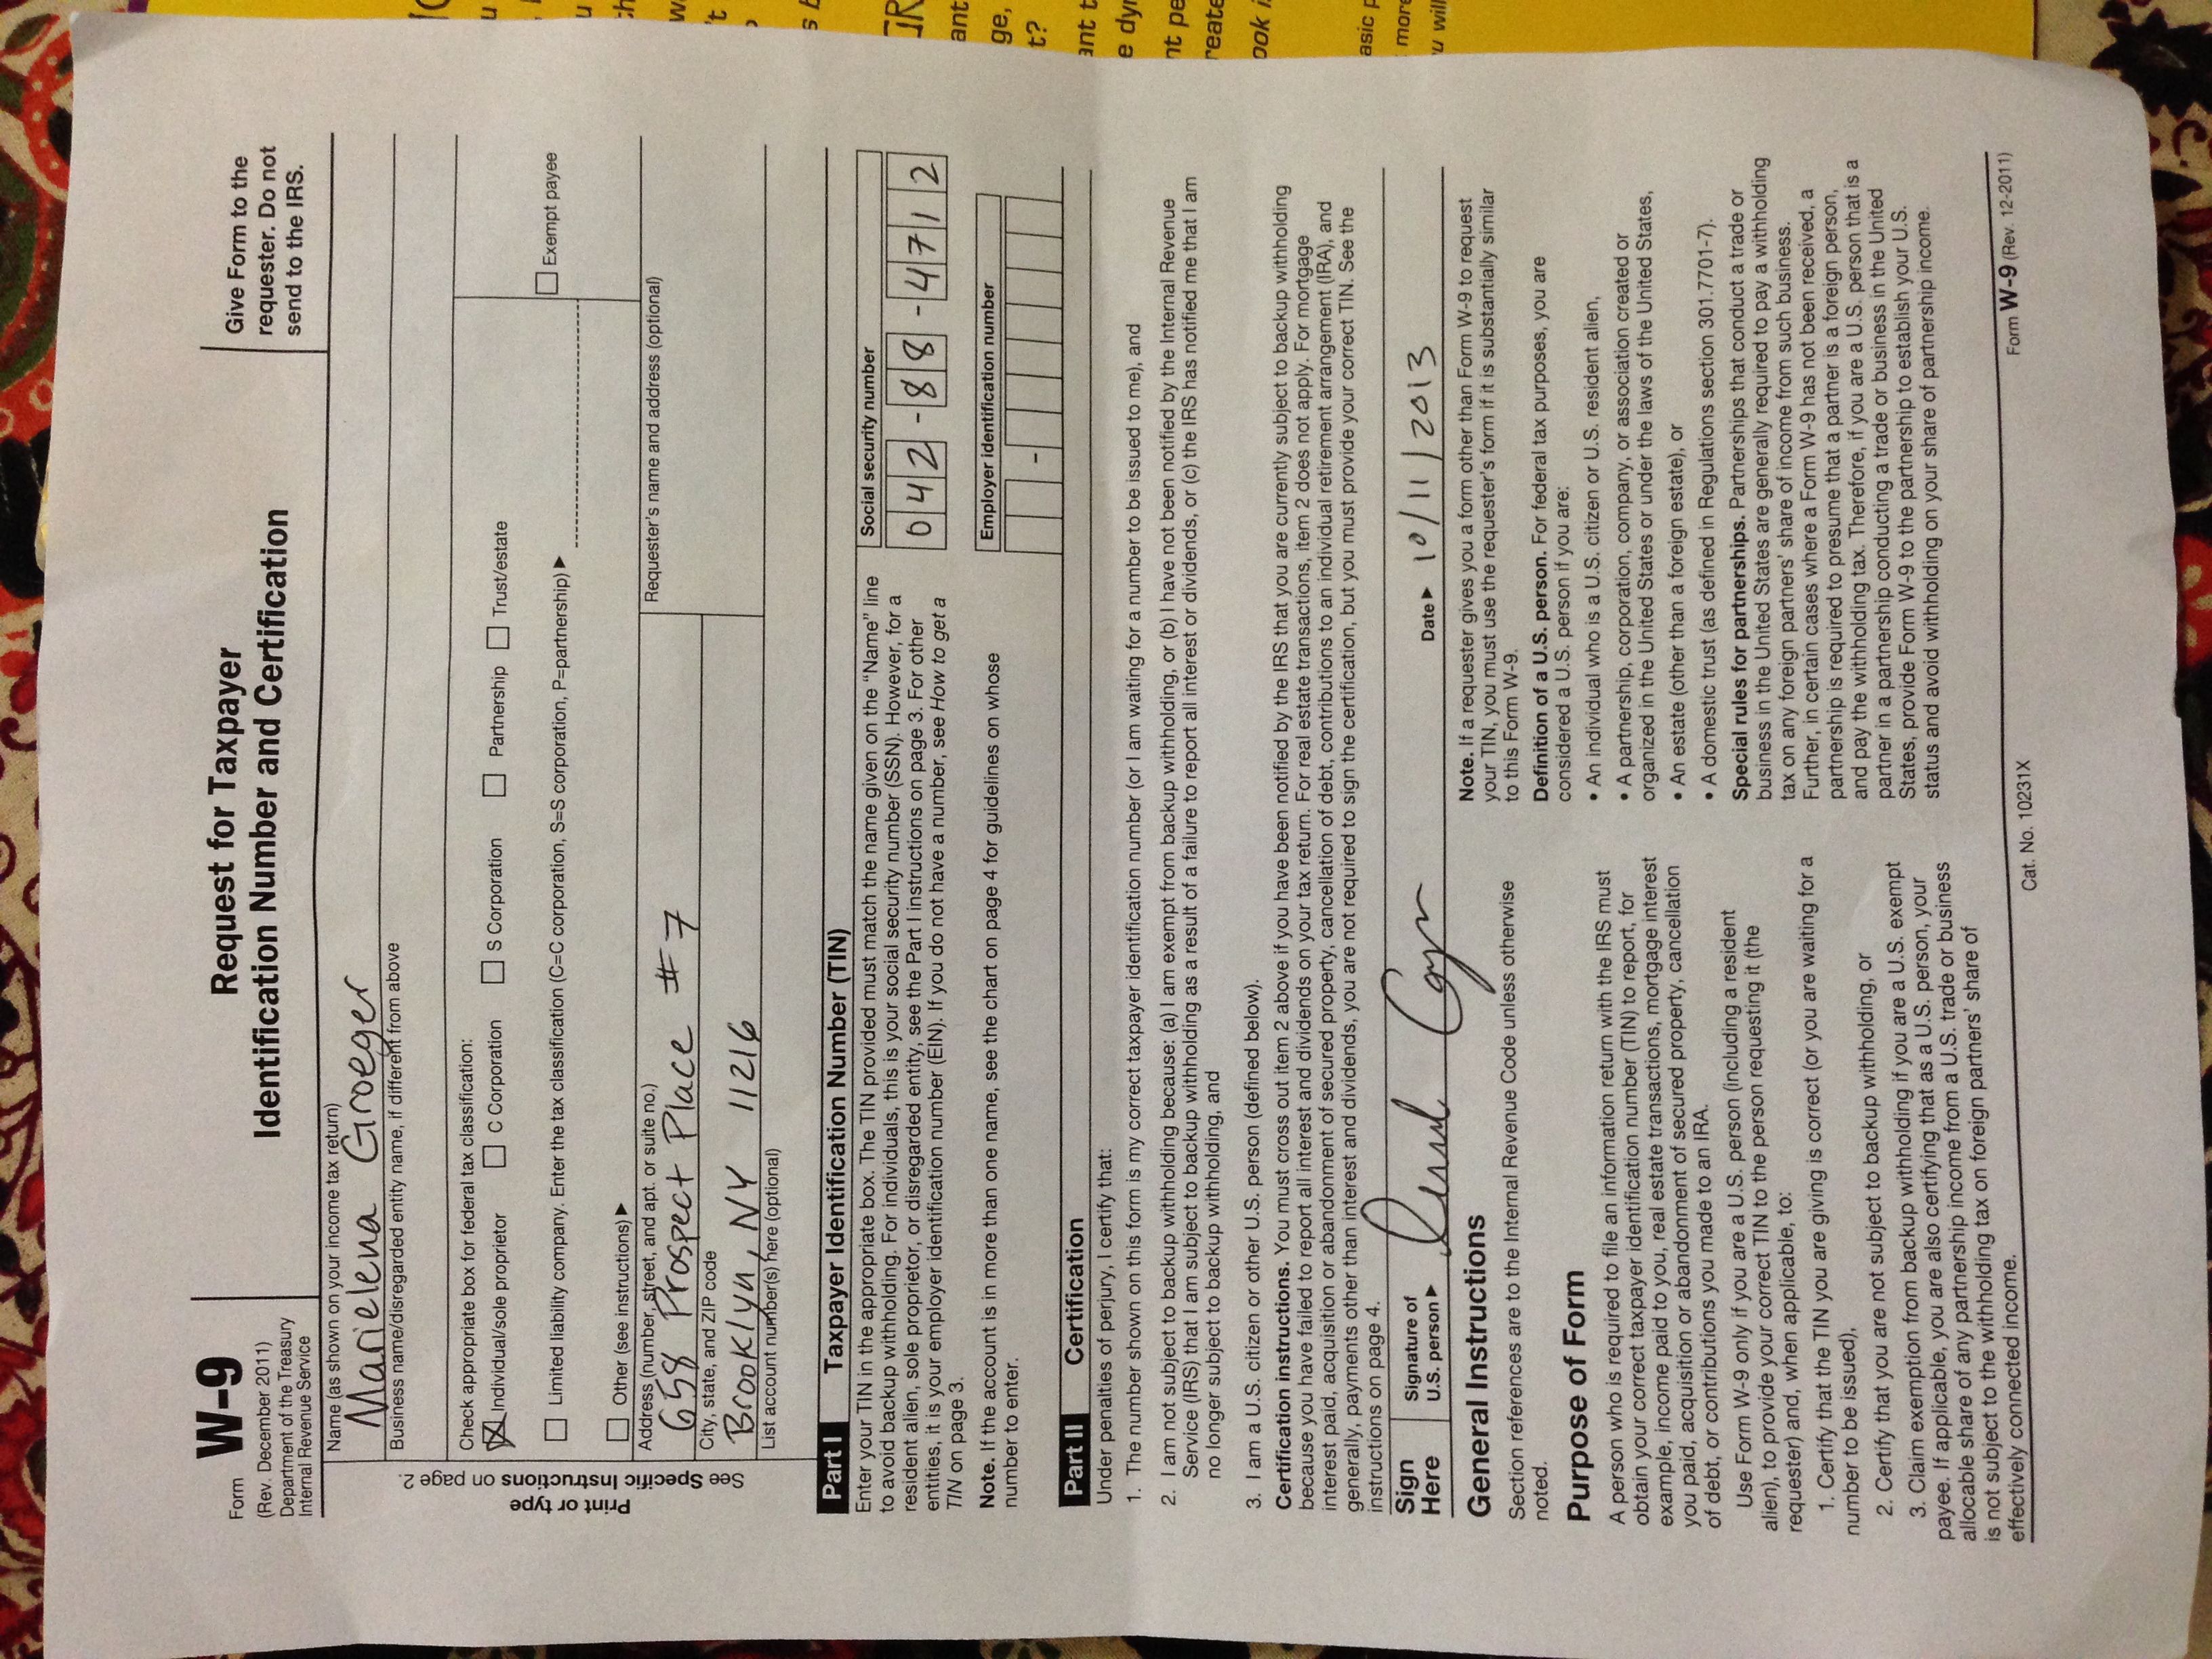 Form W-9
(Rev. December 2011)
Department of the Treasury
Internal Revenue Service
Request for Taxpayer
Identification Number and Certification
Give Form to the
requester. Do not
send to the IRS.
Print or type
See Specific Instructions on page 2.
Name (as shown on your income tax return)
Marielena Groeger
Business name/disregarded entity name, if different from above
Check appropriate box for federal tax classification:
Individual/sole proprietor C Corporation S Corporation Partnership Trust/estate
Limited liability company. Enter the tax classification (C=C corporation, S=S corporation, P=partnership) ▶
Exempt payee
Other (see instructions) ▶
Address (number, street, and apt. or suite no.)
658 Prospect Place #7
Requester's name and address (optional)
City, state, and ZIP code
Brooklyn, NY 11216
List account number(s) here (optional)
Part I Taxpayer Identification Number (TIN)
Enter your TIN in the appropriate box. The TIN provided must match the name given on the “Name” line
to avoid backup withholding. For individuals, this is your social security number (SSN). However, for a
resident alien, sole proprietor, or disregarded entity, see the Part I instructions on page 3. For other
entities, it is your employer identification number (EIN). If you do not have a number, see How to get a
TIN on page 3.
Note. If the account is in more than one name, see the chart on page 4 for guidelines on whose
number to enter.
Social security number
042-88-4712
Employer identification number
-
Part II Certification
Under penalties of perjury, I certify that:
1. The number shown on this form is my correct taxpayer identification number (or I am waiting for a number to be issued to me), and
2. I am not subject to backup withholding because: (a) I am exempt from backup withholding, or (b) I have not been notified by the Internal Revenue
Service (IRS) that I am subject to backup withholding as a result of a failure to report all interest or dividends, or (c) the IRS has notified me that I am
no longer subject to backup withholding, and
3. I am a U.S. citizen or other U.S. person (defined below).
Certification instructions. You must cross out item 2 above if you have been notified by the IRS that you are currently subject to backup withholding
because you have failed to report all interest and dividends on your tax return. For real estate transactions, item 2 does not apply. For mortgage
interest paid, acquisition or abandonment of secured property, cancellation of debt, contributions to an individual retirement arrangement (IRA), and
generally, payments other than interest and dividends, you are not required to sign the certification, but you must provide your correct TIN. See the
instructions on page 4.
Sign
Here
Signature of
U.S. person ▶
Date ▶ 10/11/2013
General Instructions
Section references are to the Internal Revenue Code unless otherwise
noted.
Purpose of Form
A person who is required to file an information return with the IRS must
obtain your correct taxpayer identification number (TIN) to report, for
example, income paid to you, real estate transactions, mortgage interest
you paid, acquisition or abandonment of secured property, cancellation
of debt, or contributions you made to an IRA.
Use Form W-9 only if you are a U.S. person (including a resident
alien), to provide your correct TIN to the person requesting it (the
requester) and, when applicable, to:
1. Certify that the TIN you are giving is correct (or you are waiting for a
number to be issued),
2. Certify that you are not subject to backup withholding, or
3. Claim exemption from backup withholding if you are a U.S. exempt
payee. If applicable, you are also certifying that as a U.S. person, your
allocable share of any partnership income from a U.S. trade or business
is not subject to the withholding tax on foreign partners' share of
effectively connected income.
Note. If a requester gives you a form other than Form W-9 to request
your TIN, you must use the requester's form if it is substantially similar
to this Form W-9.
Definition of a U.S. person. For federal tax purposes, you are
considered a U.S. person if you are:
• An individual who is a U.S. citizen or U.S. resident alien,
• A partnership, corporation, company, or association created or
organized in the United States or under the laws of the United States,
• An estate (other than a foreign estate), or
• A domestic trust (as defined in Regulations section 301.7701-7).
Special rules for partnerships. Partnerships that conduct a trade or
business in the United States are generally required to pay a withholding
tax on any foreign partners' share of income from such business.
Further, in certain cases where a Form W-9 has not been received, a
partnership is required to presume that a partner is a foreign person,
and pay the withholding tax. Therefore, if you are a U.S. person that is a
partner in a partnership conducting a trade or business in the United
States, provide Form W-9 to the partnership to establish your U.S.
status and avoid withholding on your share of partnership income.
Cat. No. 10231X
Form W-9 (Rev. 12-2011)